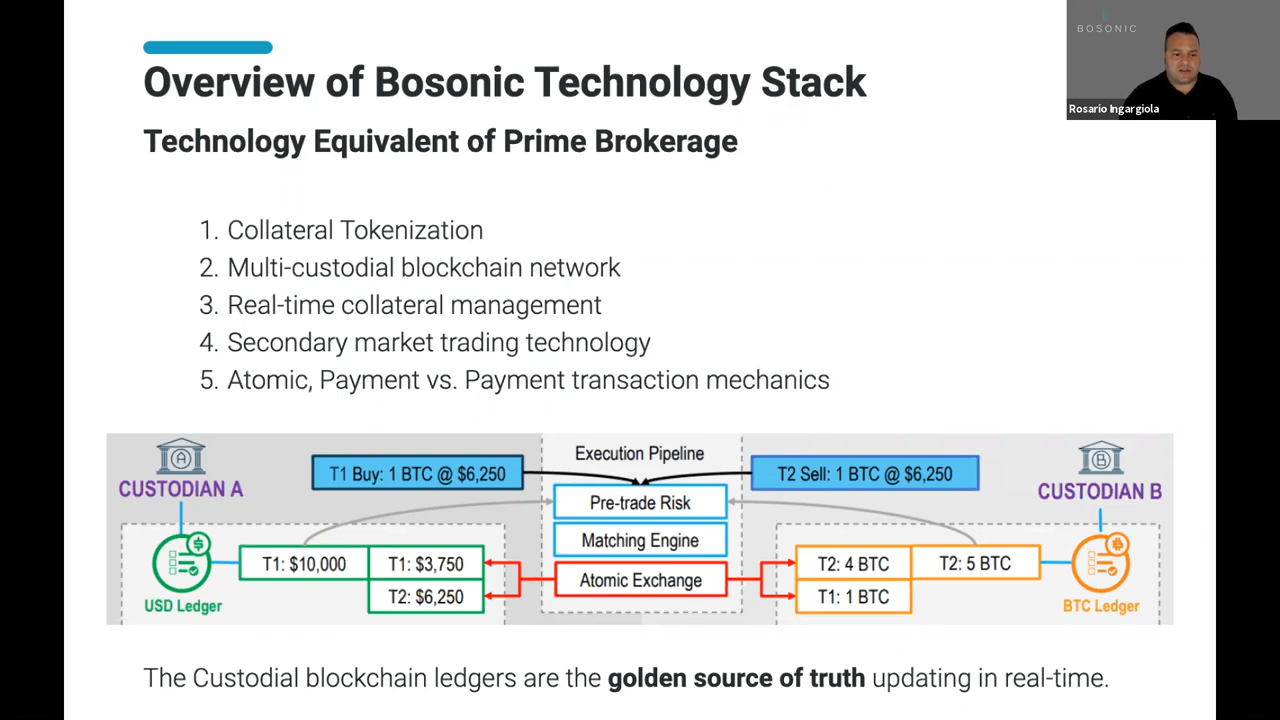 BOSONIC
Rosario Ingargiola
Overview of Bosonic Technology Stack
Technology Equivalent of Prime Brokerage
1. Collateral Tokenization
2. Multi-custodial blockchain network
3. Real-time collateral management
4. Secondary market trading technology
5. Atomic, Payment vs. Payment transaction mechanics
A
CUSTODIAN A
T1 Buy: 1 BTC @ $6,250
Execution Pipeline
T2 Sell: 1 BTC @ $6,250
B
CUSTODIAN B
Pre-trade Risk
Matching Engine
Atomic Exchange
$
USD Ledger
T1: $10,000
T1: $3,750
T2: $6,250
T2: 4 BTC
T1: 1 BTC
T2: 5 BTC
BTC Ledger
The Custodial blockchain ledgers are the golden source of truth updating in real-time.